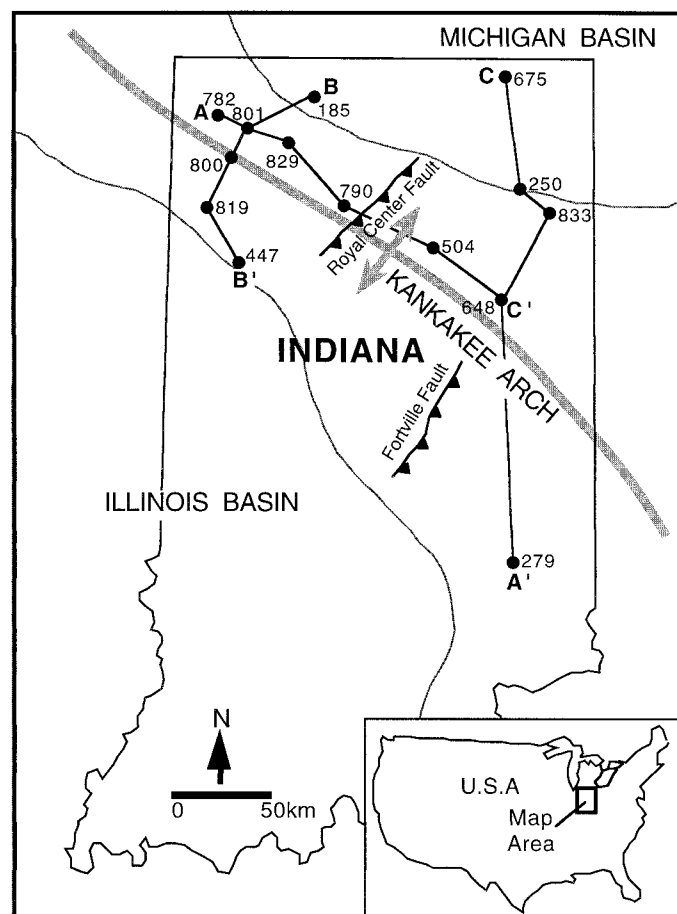 MICHIGAN BASIN
B
C
675
782
A
801
185
800
829
790
250
833
819
Royal Center Fault
504
447
B'
648
C'
KANKAKEE ARCH
INDIANA
Fortville Fault
ILLINOIS BASIN
279
A'
N
0 50km
U.S.A
Map
Area